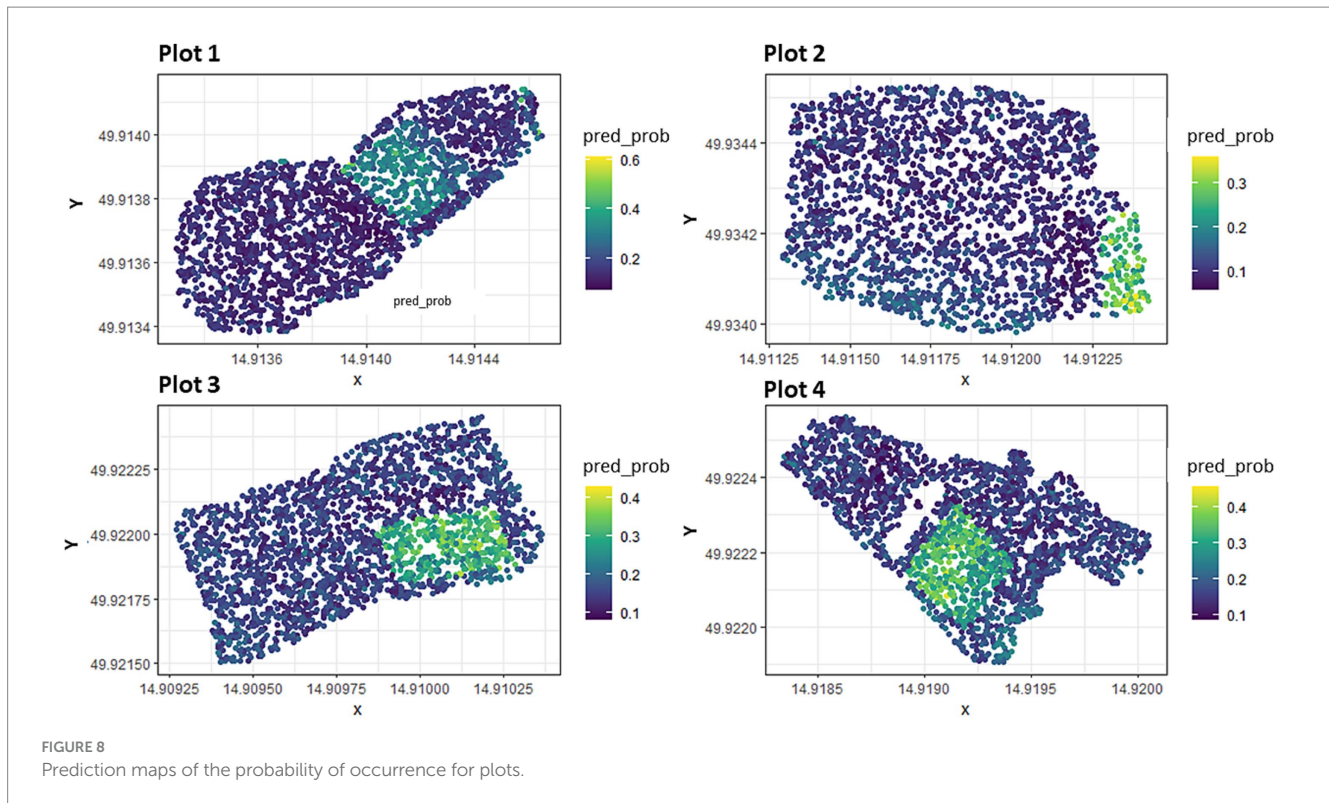 Plot 1
49.9140
49.9138
49.9136
49.9134
Y
14.9136 14.9140 14.9144
X
pred_prob
pred_prob
0.6
0.4
0.2
Plot 2
49.9344
49.9342
49.9340
Y
14.91125 14.91150 14.91175 14.91200 14.91225
X
pred_prob
0.3
0.2
0.1
Plot 3
49.92225
49.92200
49.92175
49.92150
Y
14.90925 14.90950 14.90975 14.91000 14.91025
X
pred_prob
0.4
0.3
0.2
0.1
Plot 4
49.9224
49.9222
49.9220
Y
14.9185 14.9190 14.9195 14.9200
X
pred_prob
0.4
0.3
0.2
0.1
FIGURE 8
Prediction maps of the probability of occurrence for plots.